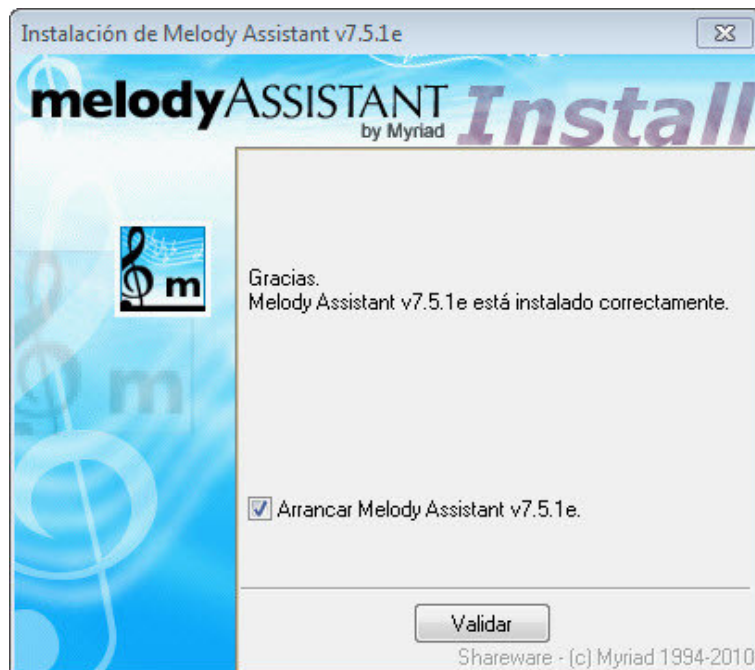 Instalación de Melody Assistant v7.5.1e
melodyASSISTANT
by Myriad
Install
m
m
Gracias.
Melody Assistant v7.5.1e está instalado correctamente.
Arrancar Melody Assistant v7.5.1e.
Validar
Shareware - (c) Myriad 1994-2010